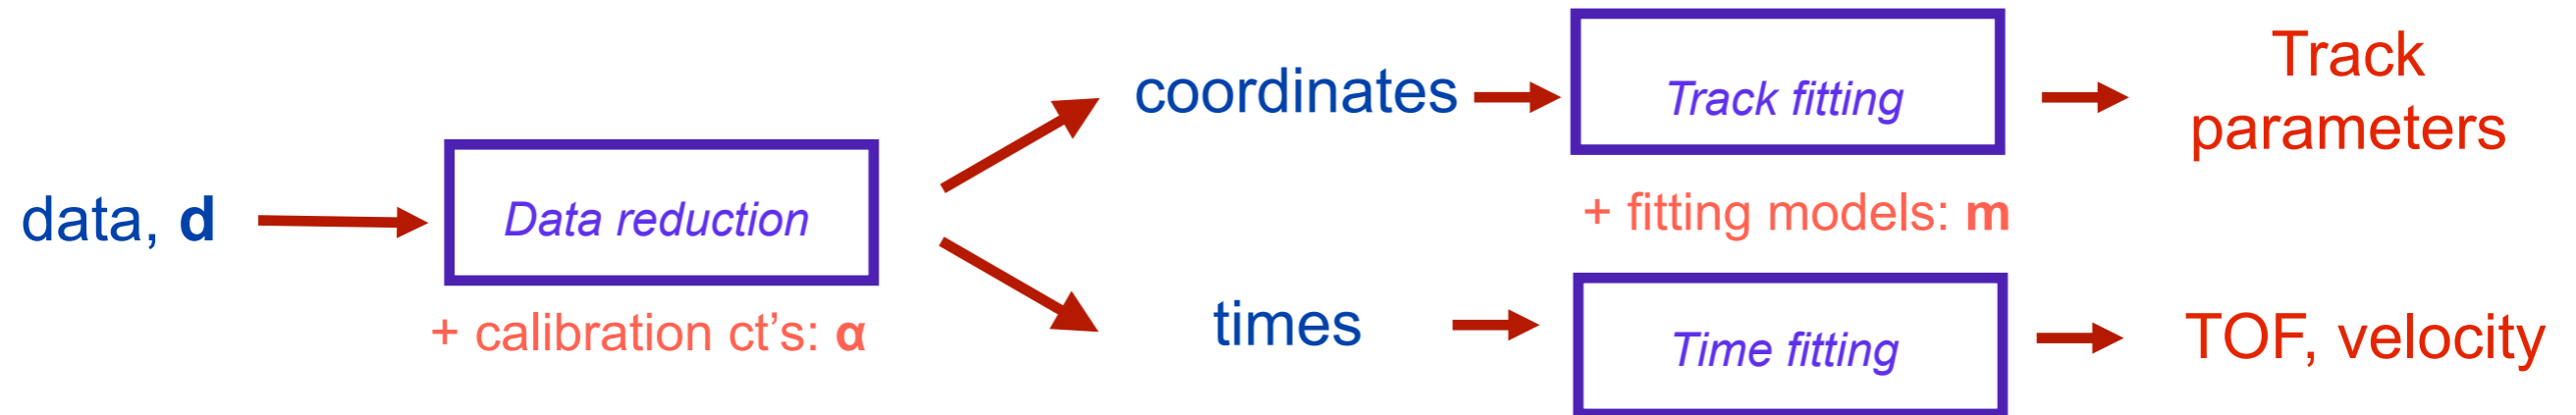 data, d
Data reduction
+ calibration ct's: α
coordinates
Track fitting
Track
parameters
+ fitting models: m
times
Time fitting
TOF, velocity